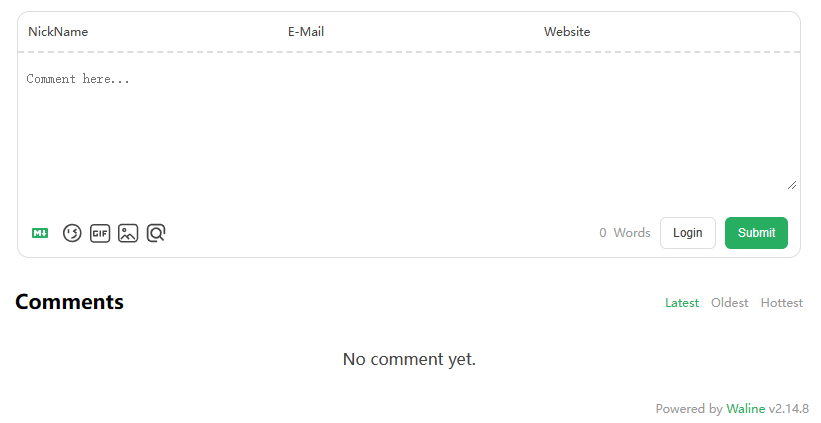 NickName E-Mail Website
Comment here...
M↓ GIF 0 Words Login Submit
Comments Latest Oldest Hottest
No comment yet.
Powered by Waline v2.14.8